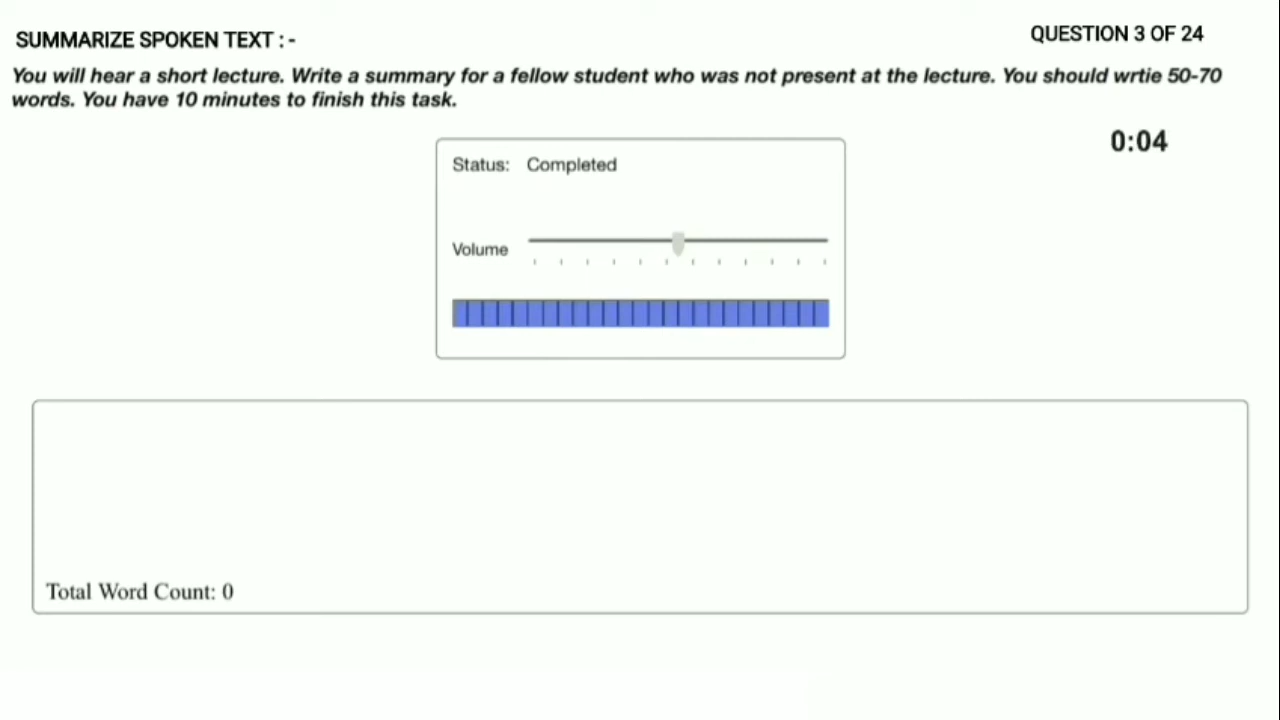 SUMMARIZE SPOKEN TEXT : -
QUESTION 3 OF 24
You will hear a short lecture. Write a summary for a fellow student who was not present at the lecture. You should wrtie 50-70
words. You have 10 minutes to finish this task.
0:04
Status: Completed
Volume
Total Word Count: 0